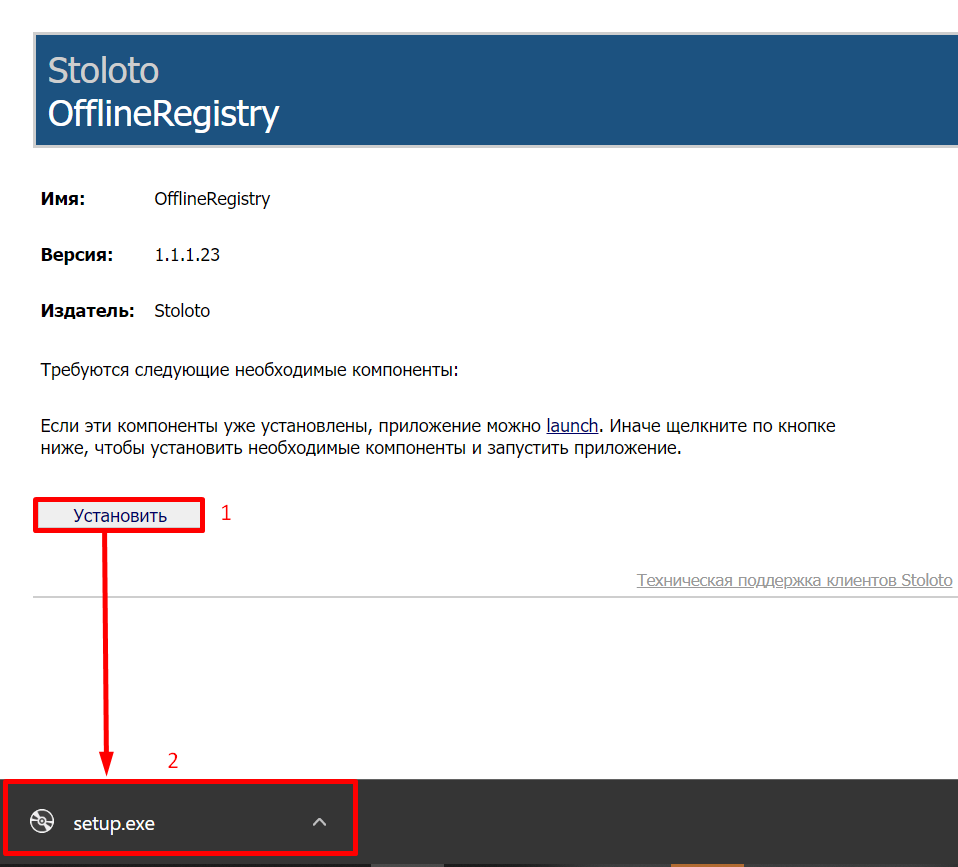 Stoloto
OfflineRegistry
Имя: OfflineRegistry
Версия: 1.1.1.23
Издатель: Stoloto
Требуются следующие необходимые компоненты:
Если эти компоненты уже установлены, приложение можно launch. Иначе щелкните по кнопке
ниже, чтобы установить необходимые компоненты и запустить приложение.
Установить 1
Техническая поддержка клиентов Stoloto
2
setup.exe